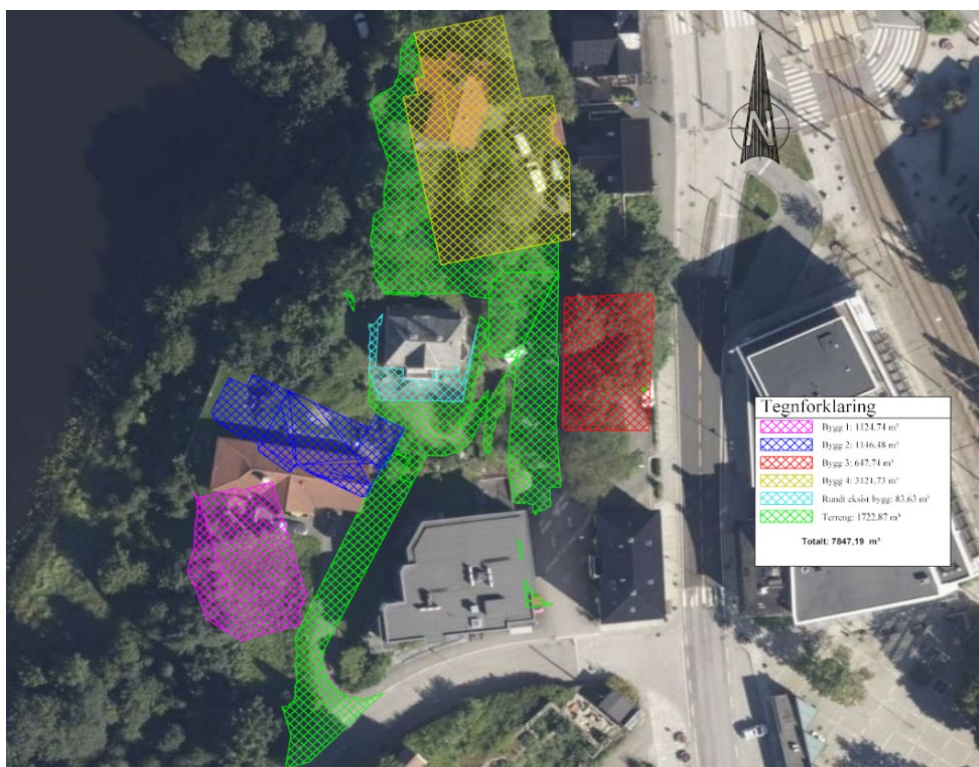 N
Tegnforklaring
Bygg 1: 1124.74 m³
Bygg 2: 1146.48 m³
Bygg 3: 647.74 m³
Bygg 4: 3121.73 m³
Rundt eksist bygg: 83.63 m³
Terreng: 1722.87 m³
Totalt: 7847,19 m³